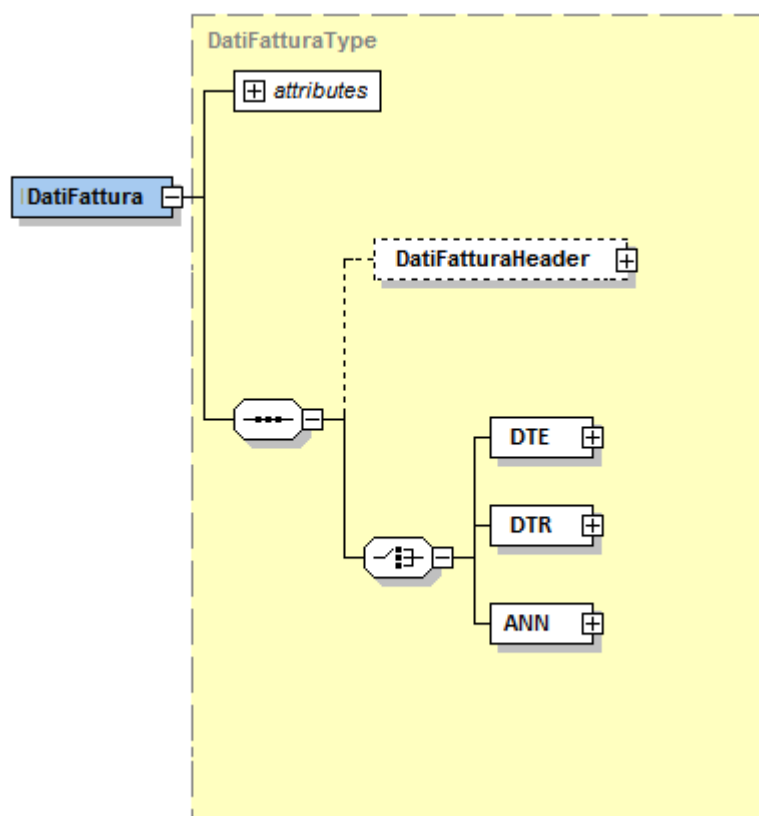 DatiFatturaType
attributes
DatiFattura
DatiFatturaHeader
DTE
DTR
ANN